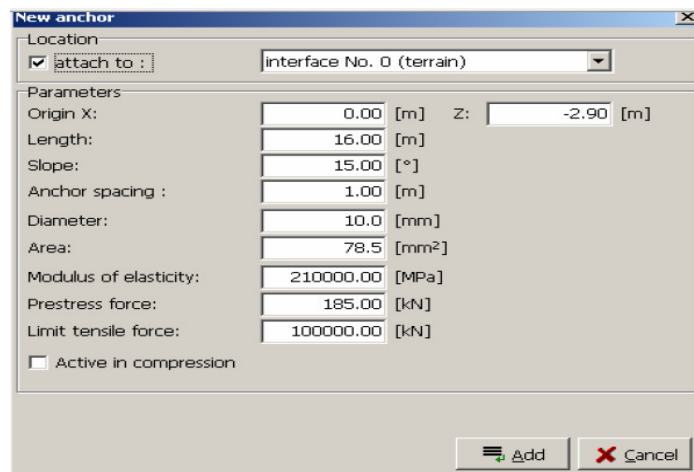 New anchor
Location
attach to : interface No. 0 (terrain)
Parameters
Origin X: 0.00 [m] Z: -2.90 [m]
Length: 16.00 [m]
Slope: 15.00 [°]
Anchor spacing : 1.00 [m]
Diameter: 10.0 [mm]
Area: 78.5 [mm²]
Modulus of elasticity: 210000.00 [MPa]
Prestress force: 185.00 [kN]
Limit tensile force: 100000.00 [kN]
Active in compression
Add Cancel